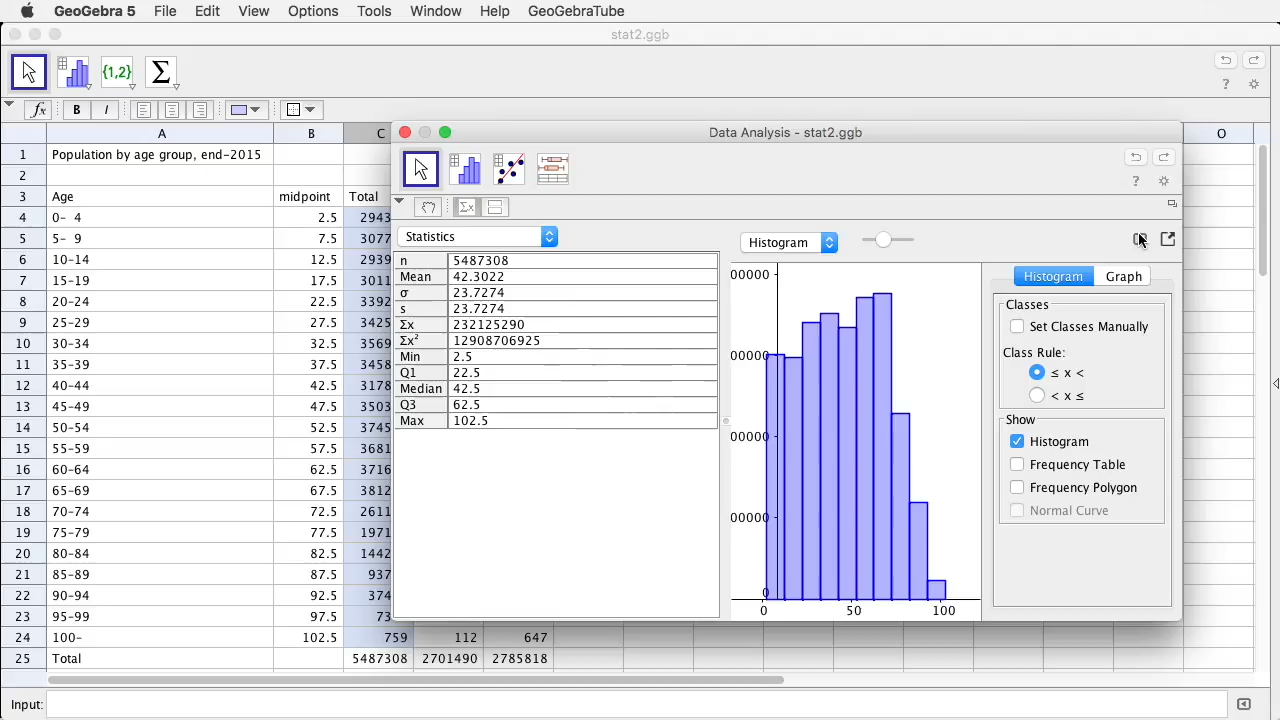 GeoGebra 5 File Edit View Options Tools Window Help GeoGebraTube
stat2.ggb
{1,2} Σ
?
fx B I
A B C O
1 Population by age group, end-2015
2
3 Age midpoint Total
4 0- 4 2.5 2943
5 5- 9 7.5 3077
6 10-14 12.5 2939
7 15-19 17.5 3011
8 20-24 22.5 3392
9 25-29 27.5 3425
10 30-34 32.5 3569
11 35-39 37.5 3458
12 40-44 42.5 3178
13 45-49 47.5 3503
14 50-54 52.5 3745
15 55-59 57.5 3681
16 60-64 62.5 3716
17 65-69 67.5 3812
18 70-74 72.5 2611
19 75-79 77.5 1971
20 80-84 82.5 1442
21 85-89 87.5 937
22 90-94 92.5 374
23 95-99 97.5 73
24 100- 102.5 759 112 647
25 Total 5487308 2701490 2785818
Input:
Data Analysis - stat2.ggb
?
Σx
Statistics
n 5487308
Mean 42.3022
σ 23.7274
s 23.7274
Σx 232125290
Σx² 12908706925
Min 2.5
Q1 22.5
Median 42.5
Q3 62.5
Max 102.5
Histogram
00000
00000
00000
00000
0
0 50 100
Histogram Graph
Classes
Set Classes Manually
Class Rule:
≤ x <
< x ≤
Show
Histogram
Frequency Table
Frequency Polygon
Normal Curve